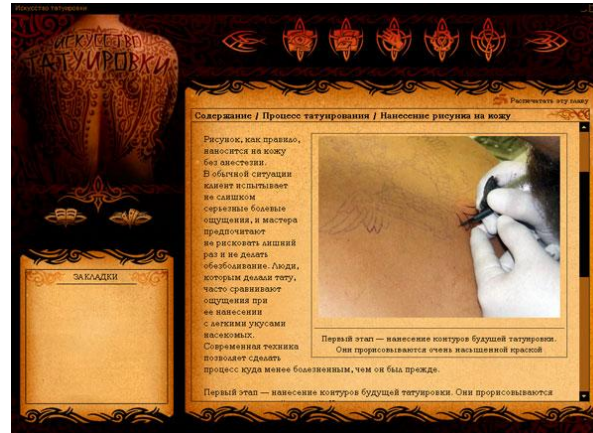 Искусство татуировки
ИСКУССТВО
ТАТУИРОВКИ
Распечатать эту главу
Содержание / Процесс татуирования / Нанесение рисунка на кожу
Рисунок, как правило,
наносится на кожу
без анестезии.
В обычной ситуации
клиент испытывает
не слишком
серьезные болевые
ощущения, и мастера
предпочитают
не рисковать лишний
раз и не делать
обезболивание. Люди,
которым делали тату,
часто сравнивают
ощущения при
ее нанесении
с легкими укусами
насекомых.
Современная техника
позволяет сделать
процесс куда менее болезненным, чем он был прежде.
Первый этап — нанесение контуров будущей татуировки.
Они прорисовываются очень насыщенной краской
Первый этап — нанесение контуров будущей татуировки. Они прорисовываются
ЗАКЛАДКИ